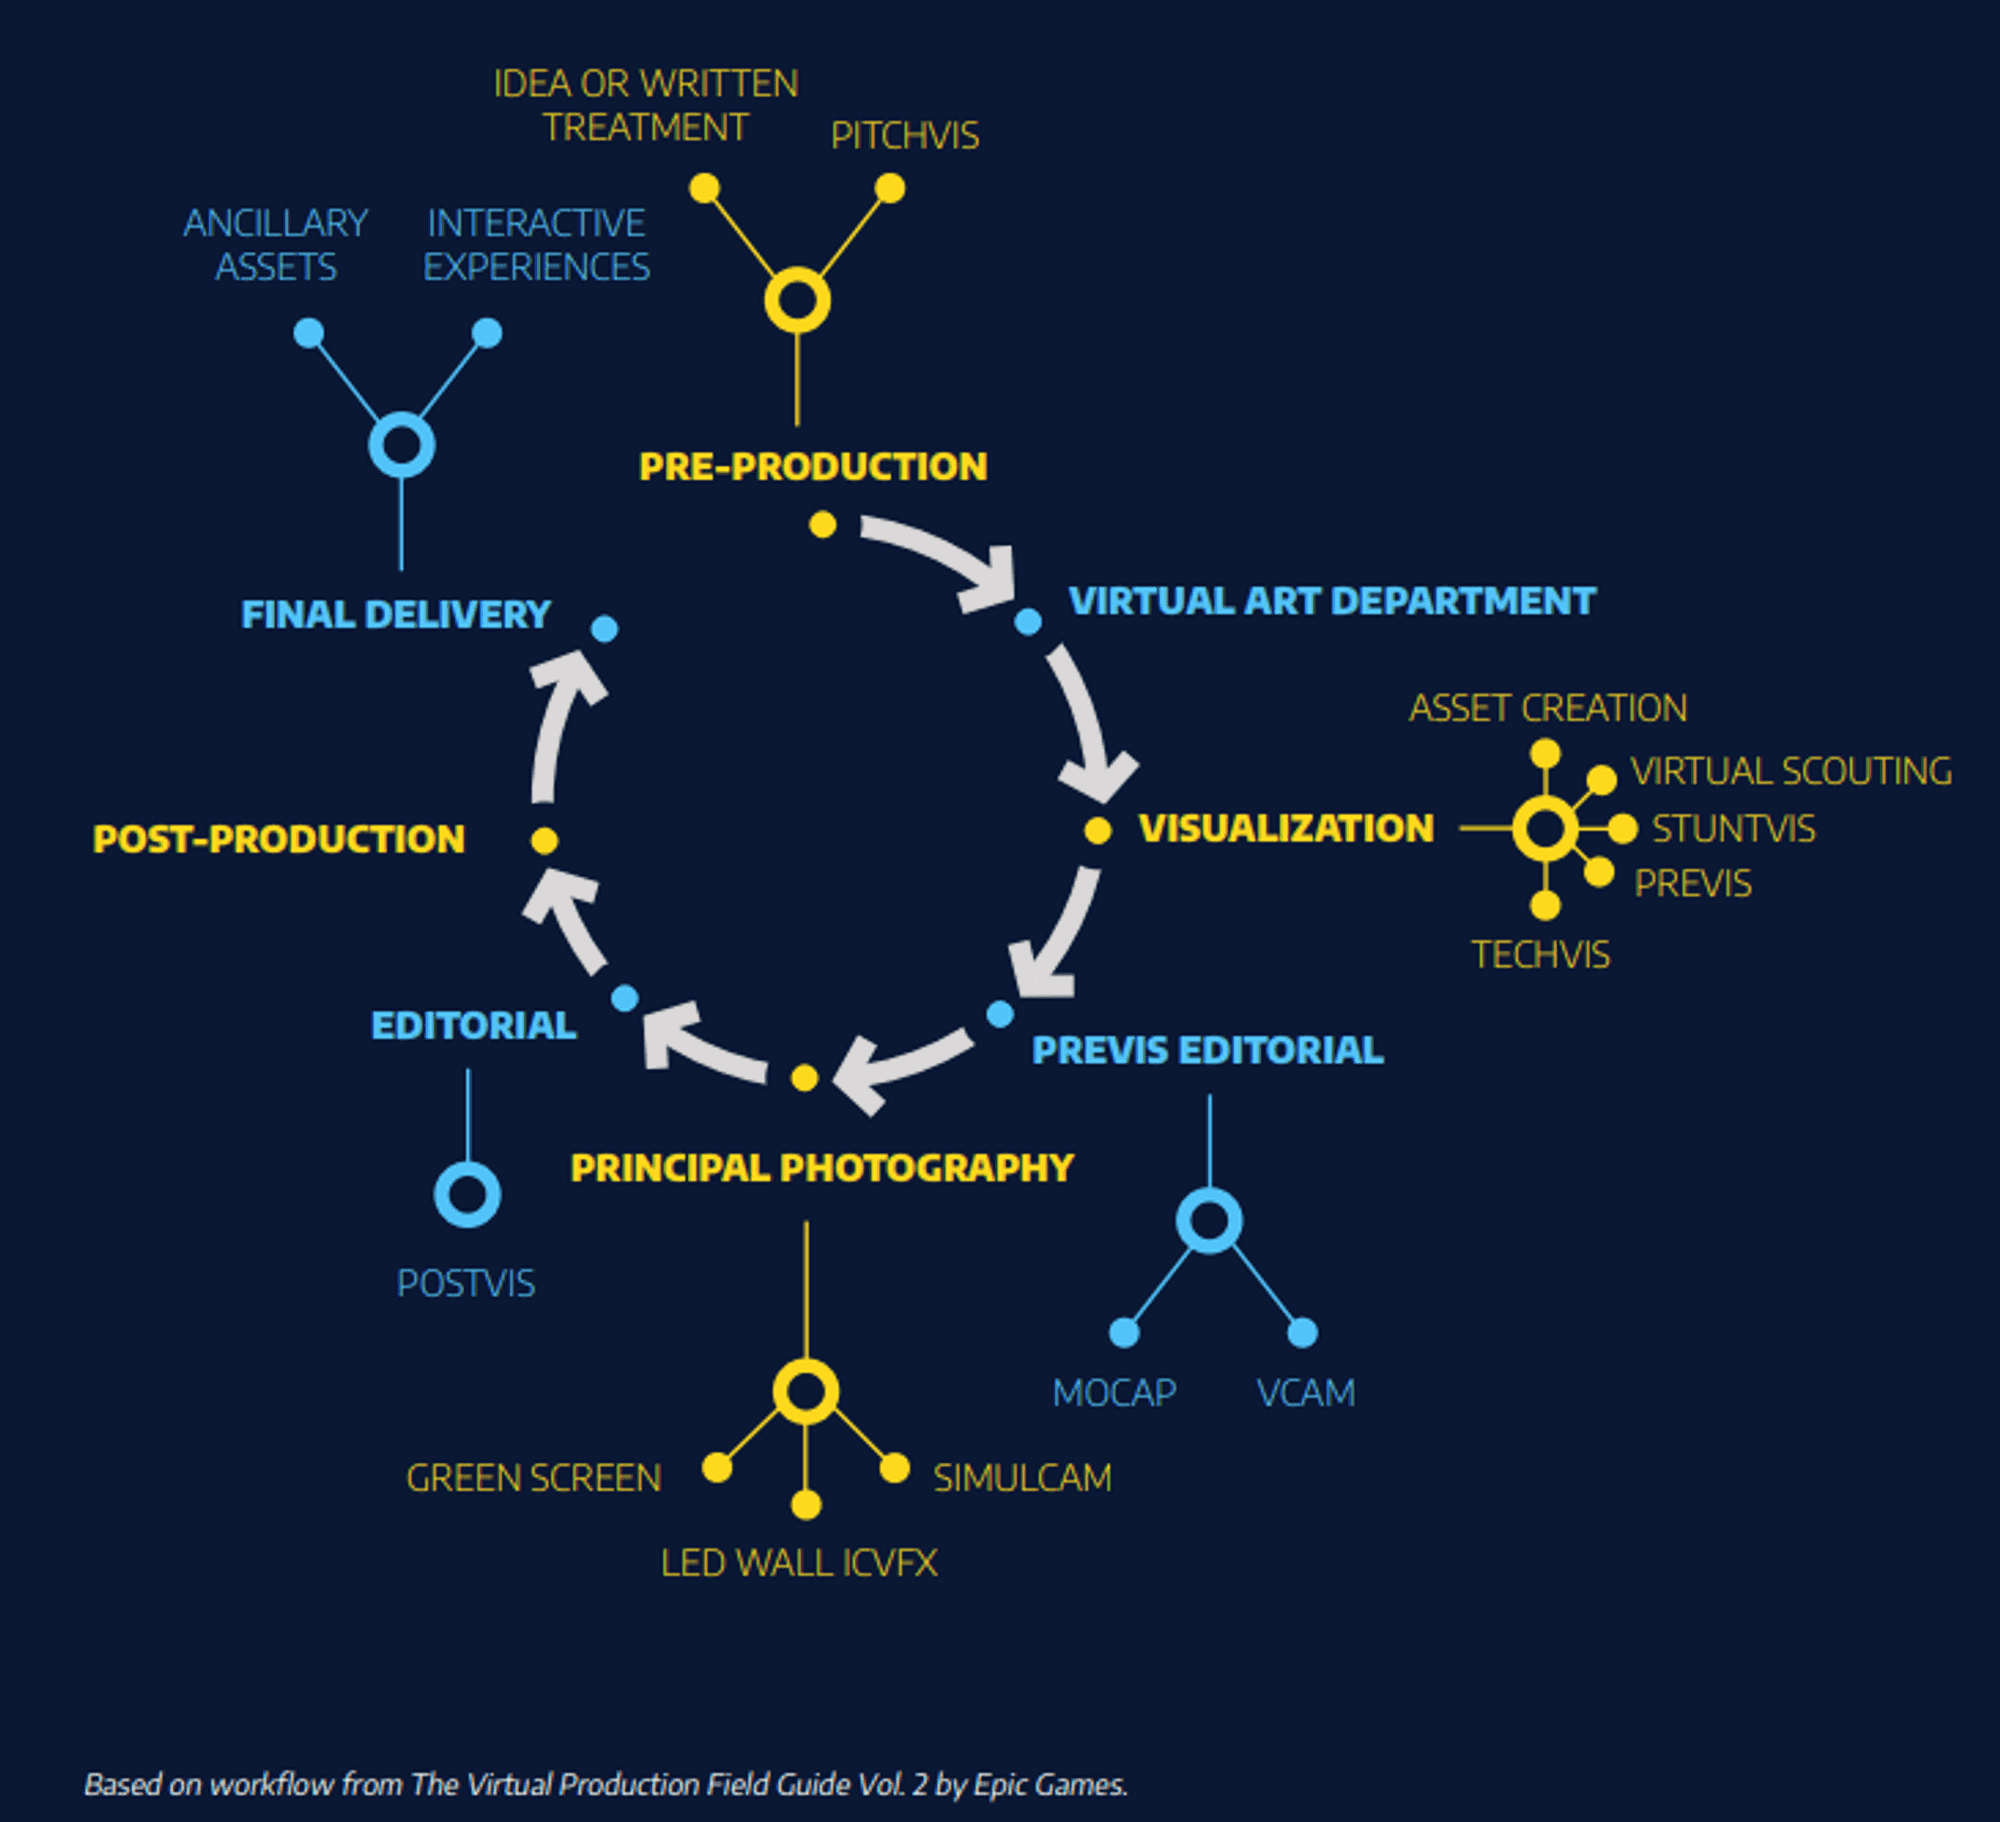 IDEA OR WRITTEN
TREATMENT
PITCHVIS
ANCILLARY
ASSETS
INTERACTIVE
EXPERIENCES
PRE-PRODUCTION
FINAL DELIVERY
VIRTUAL ART DEPARTMENT
ASSET CREATION
VIRTUAL SCOUTING
VISUALIZATION
STUNTVIS
POST-PRODUCTION
PREVIS
TECHVIS
EDITORIAL
PREVIS EDITORIAL
PRINCIPAL PHOTOGRAPHY
POSTVIS
MOCAP
VCAM
GREEN SCREEN
SIMULCAM
LED WALL ICVFX
Based on workflow from The Virtual Production Field Guide Vol. 2 by Epic Games.